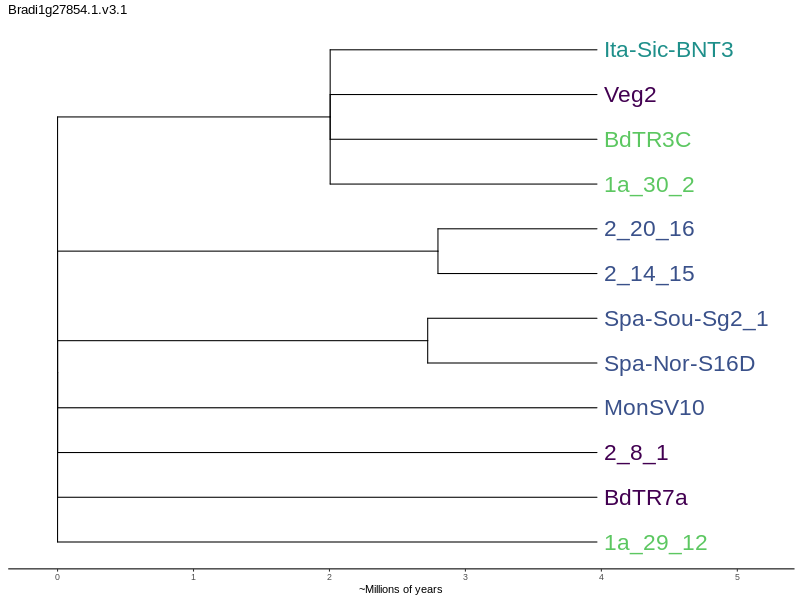 Bradi1g27854.1.v3.1
Ita-Sic-BNT3
Veg2
BdTR3C
1a_30_2
2_20_16
2_14_15
Spa-Sou-Sg2_1
Spa-Nor-S16D
MonSV10
2_8_1
BdTR7a
1a_29_12
0 1 2 3 4 5
~Millions of years